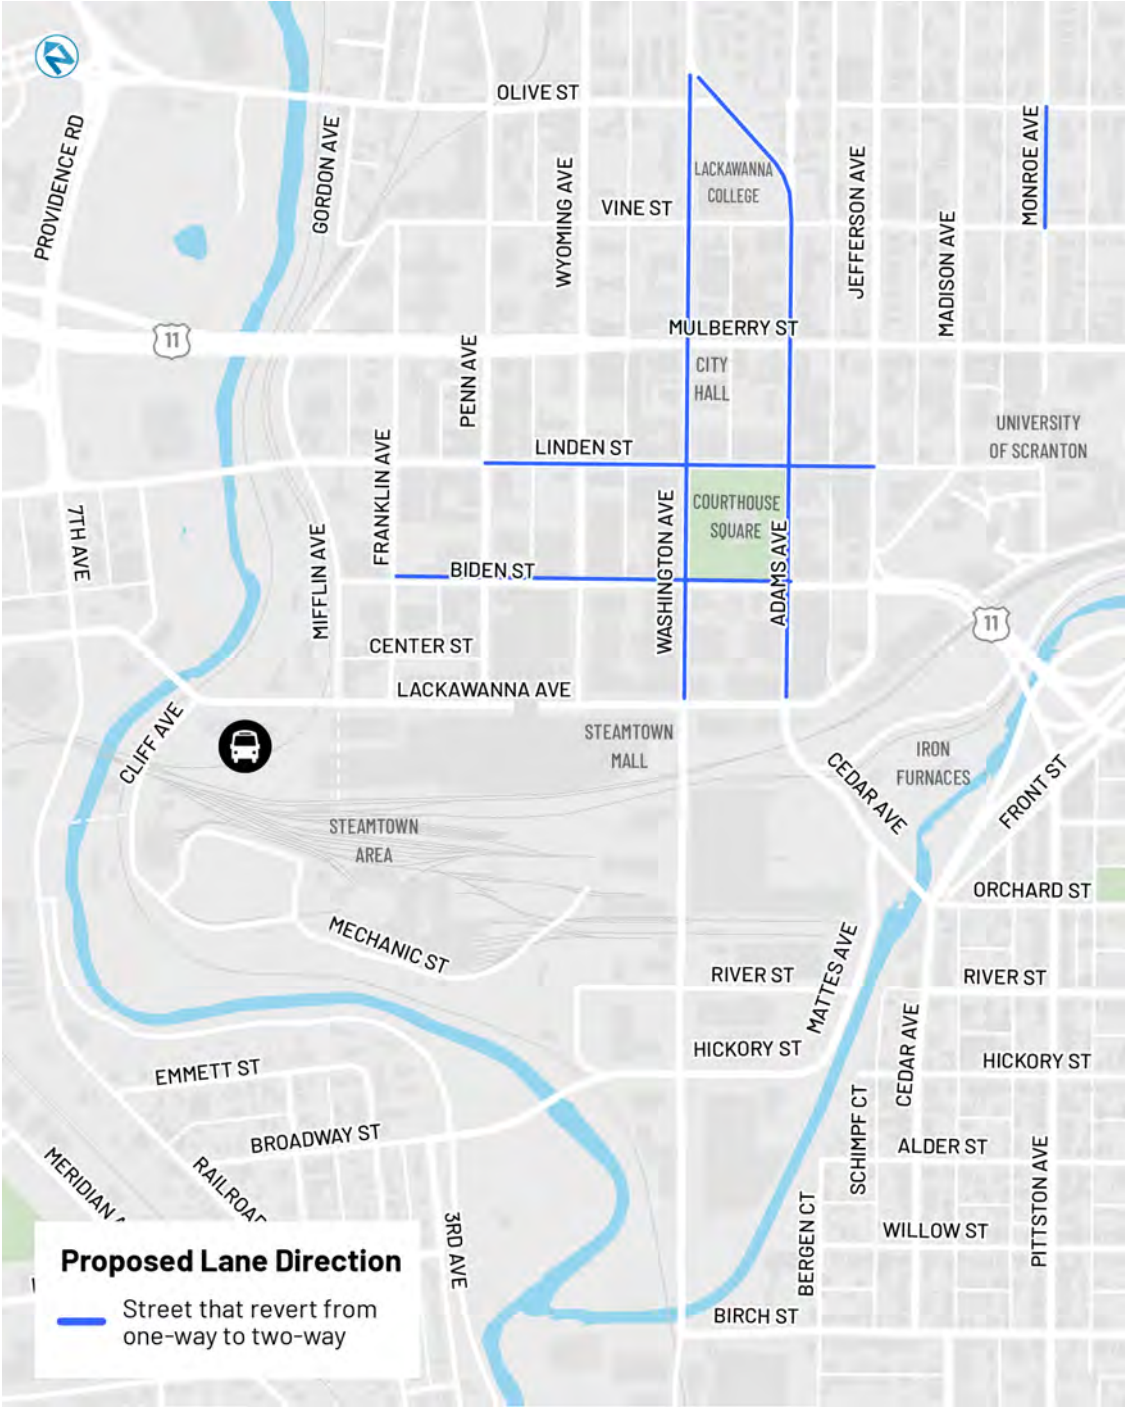 OLIVE ST
PROVIDENCE RD
GORDON AVE
WYOMING AVE
VINE ST
LACKAWANNA
COLLEGE
JEFFERSON AVE
MADISON AVE
MONROE AVE
11
MULBERRY ST
PENN AVE
CITY
HALL
LINDEN ST
UNIVERSITY
OF SCRANTON
FRANKLIN AVE
7TH AVE
MIFFLIN AVE
WASHINGTON AVE
COURTHOUSE
SQUARE
ADAMS AVE
BIDEN ST
11
CENTER ST
LACKAWANNA AVE
CLIFF AVE
STEAMTOWN
MALL
IRON
FURNACES
CEDAR AVE
FRONT ST
STEAMTOWN
AREA
ORCHARD ST
MECHANIC ST
MATTES AVE
RIVER ST
RIVER ST
HICKORY ST
HICKORY ST
CEDAR AVE
EMMETT ST
SCHIMPF CT
BROADWAY ST
ALDER ST
PITTSTON AVE
MERIDIAN A
RAILROAD
BERGEN CT
WILLOW ST
3RD AVE
BIRCH ST
Proposed Lane Direction
Street that revert from
one-way to two-way